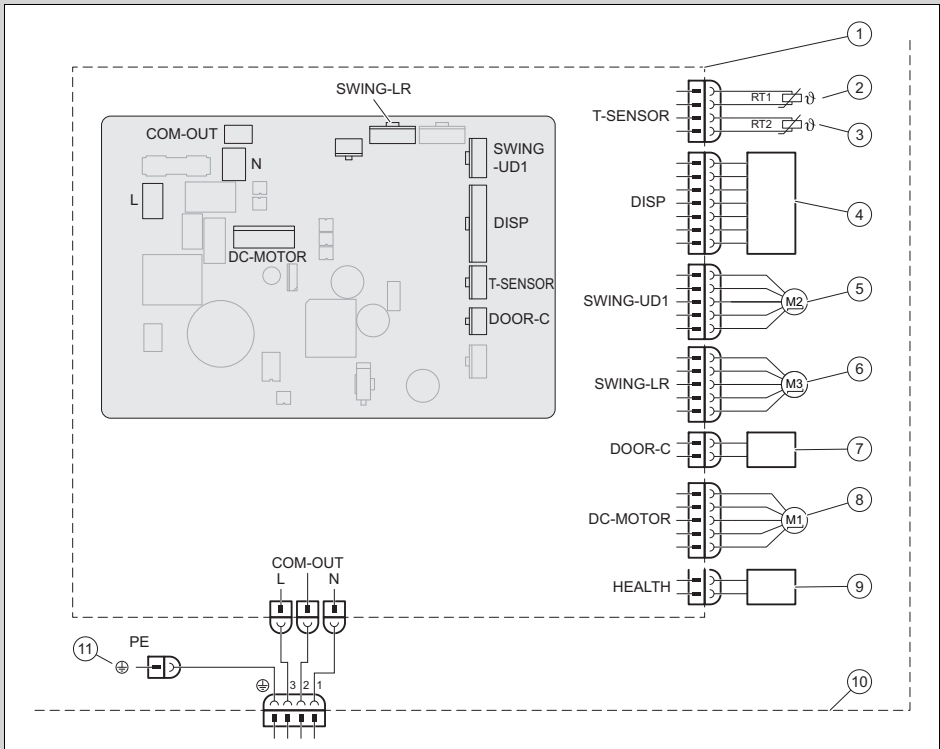 1
SWING-LR
2
RT1 ϑ
T-SENSOR
3
RT2 ϑ
COM-OUT
N
SWING
-UD1
L
DISP
DISP
4
DC-MOTOR
T-SENSOR
SWING-UD1
M2
5
DOOR-C
SWING-LR
M3
6
DOOR-C
7
DC-MOTOR
M1
8
COM-OUT
L
N
HEALTH
9
11
PE
3 2 1
10